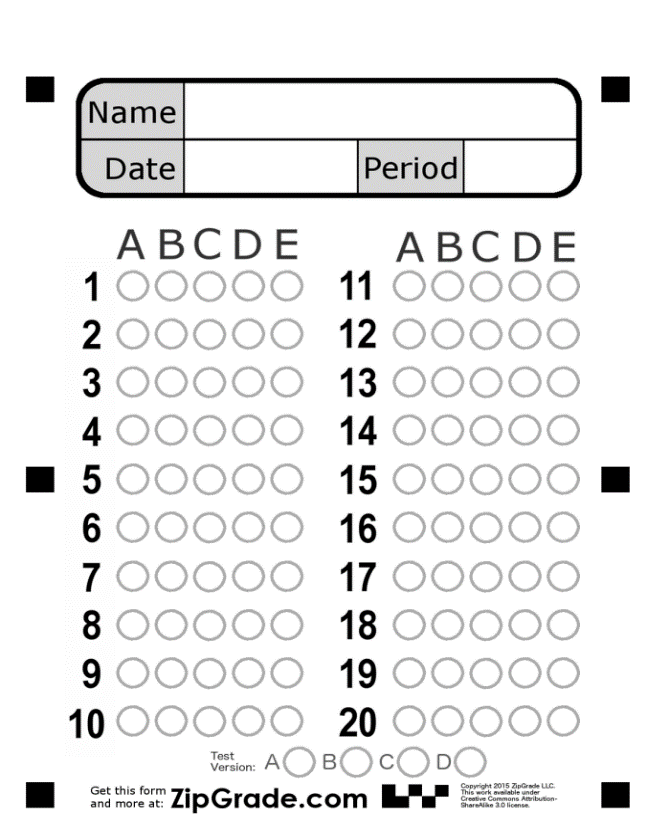 Name
Date Period
A B C D E A B C D E
1 11
2 12
3 13
4 14
5 15
6 16
7 17
8 18
9 19
10 20
Test
Version: A B C D
Get this form
and more at: ZipGrade.com
Copyright 2015 ZipGrade LLC.
This work available under
Creative Commons Attribution-
ShareAlike 3.0 license.